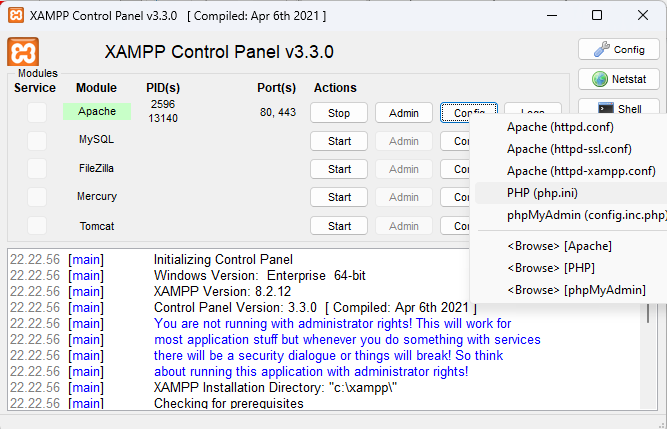 XAMPP Control Panel v3.3.0 [ Compiled: Apr 6th 2021 ]
XAMPP Control Panel v3.3.0
Config
Modules
Service Module PID(s) Port(s) Actions
Netstat
Apache 2596 13140 80, 443 Stop Admin Config Logs
Shell
MySQL Start Admin
FileZilla Start Admin
Mercury Start Admin
Tomcat Start Admin
Apache (httpd.conf)
Apache (httpd-ssl.conf)
Apache (httpd-xampp.conf)
PHP (php.ini)
phpMyAdmin (config.inc.php)
<Browse> [Apache]
<Browse> [PHP]
<Browse> [phpMyAdmin]
22.22.56 [main] Initializing Control Panel
22.22.56 [main] Windows Version: Enterprise 64-bit
22.22.56 [main] XAMPP Version: 8.2.12
22.22.56 [main] Control Panel Version: 3.3.0 [ Compiled: Apr 6th 2021 ]
22.22.56 [main] You are not running with administrator rights! This will work for
22.22.56 [main] most application stuff but whenever you do something with services
22.22.56 [main] there will be a security dialogue or things will break! So think
22.22.56 [main] about running this application with administrator rights!
22.22.56 [main] XAMPP Installation Directory: "c:\xampp\"
22.22.56 [main] Checking for prerequisites